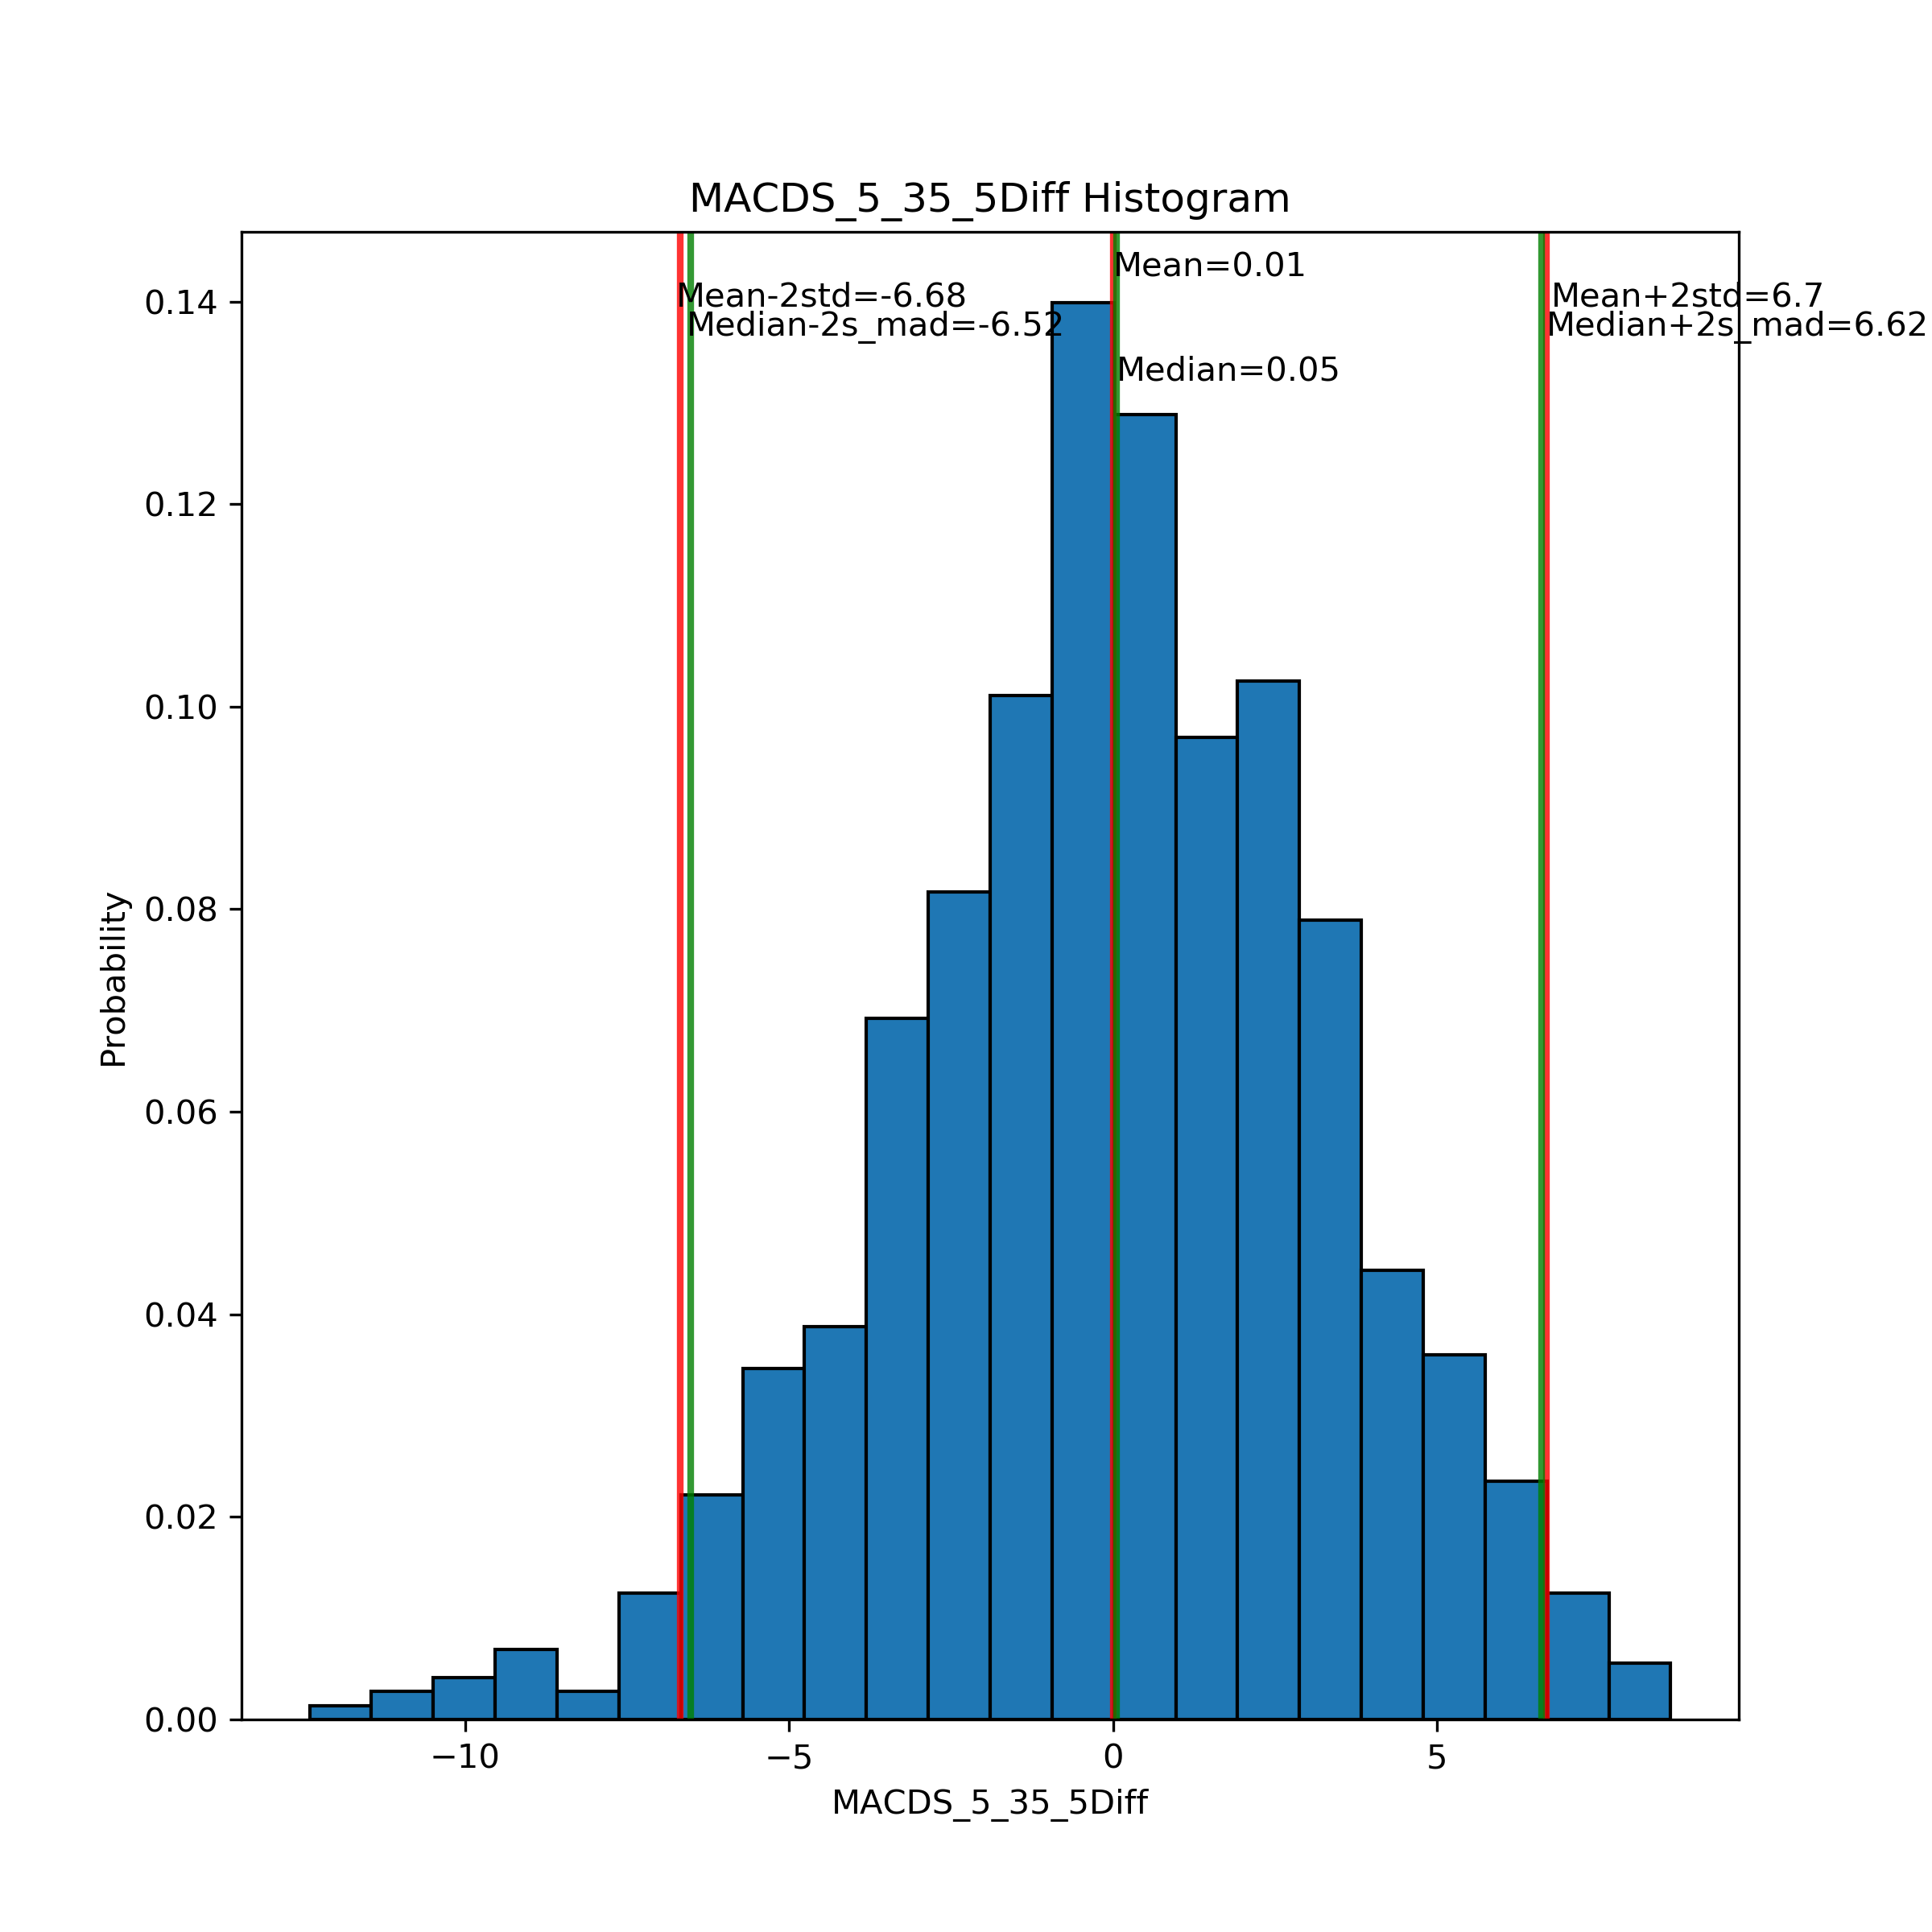 MACDS_5_35_5Diff Histogram
Mean=0.01
Mean-2std=-6.68
Mean+2std=6.7
Median-2s_mad=-6.52
Median+2s_mad=6.62
Median=0.05
0.14
0.12
0.10
0.08
0.06
0.04
0.02
0.00
Probability
−10
−5
0
5
MACDS_5_35_5Diff